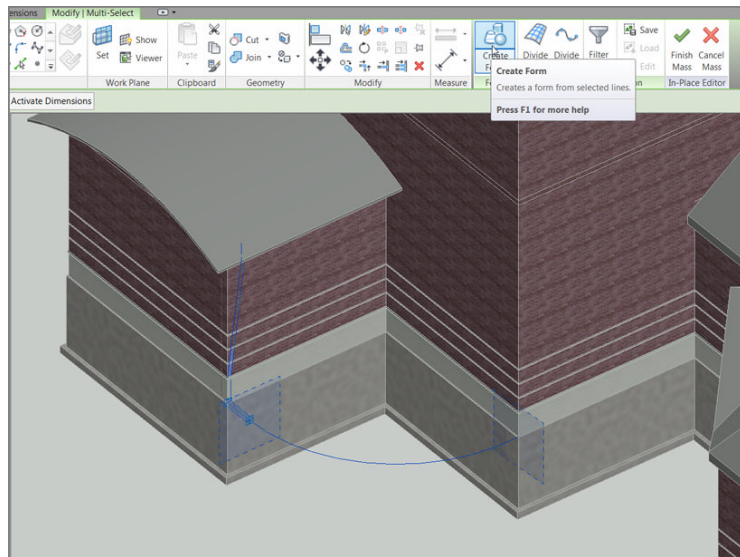 ensions Modify | Multi-Select
Show
Set
Viewer
Paste
Cut
Join
Create
Divide Divide Filter
Save
Load
Edit
Finish Cancel
Mass Mass
Work Plane Clipboard Geometry Modify Measure In-Place Editor
Activate Dimensions
Create Form
Creates a form from selected lines.
Press F1 for more help